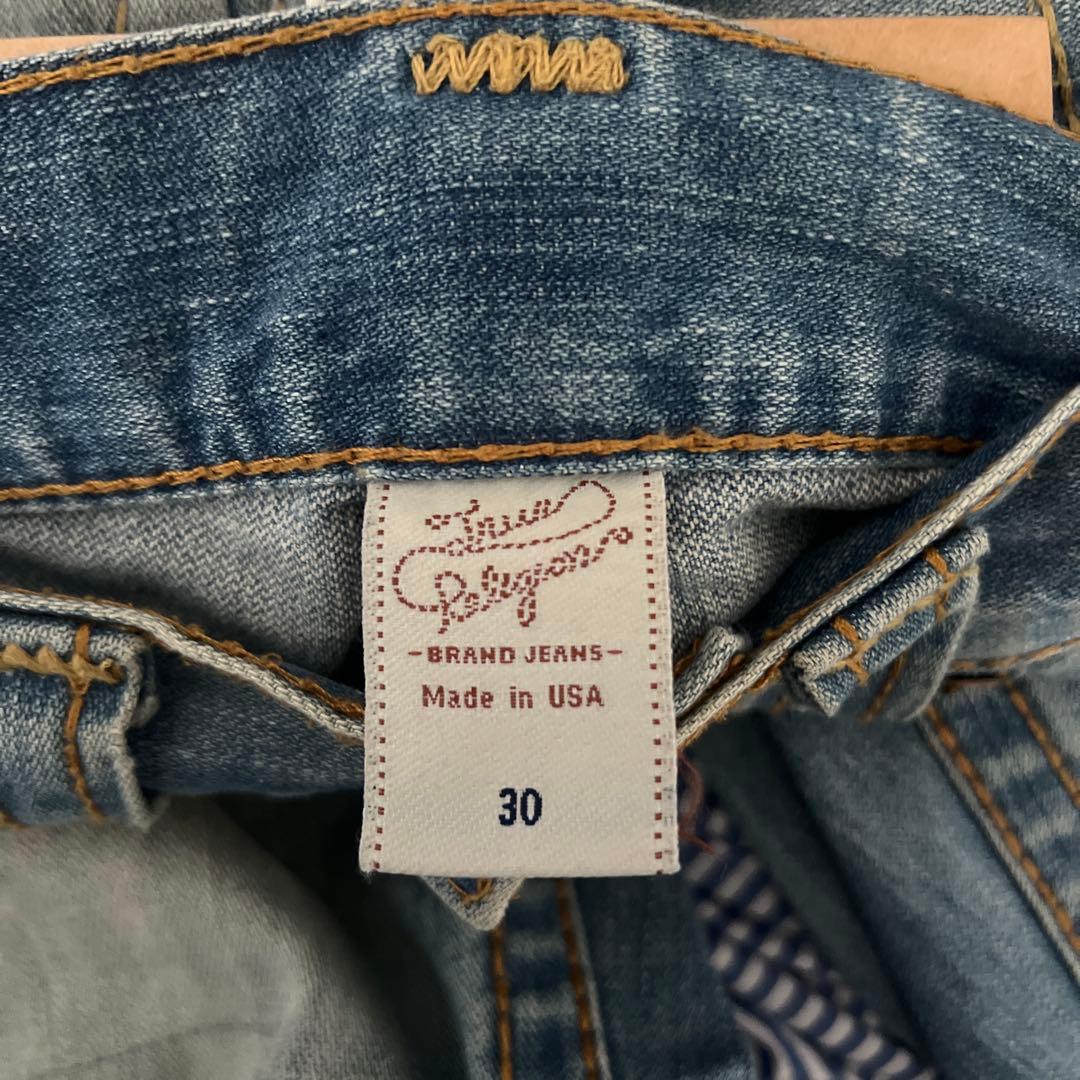 True
Religion
-BRAND JEANS-
Made in USA
30